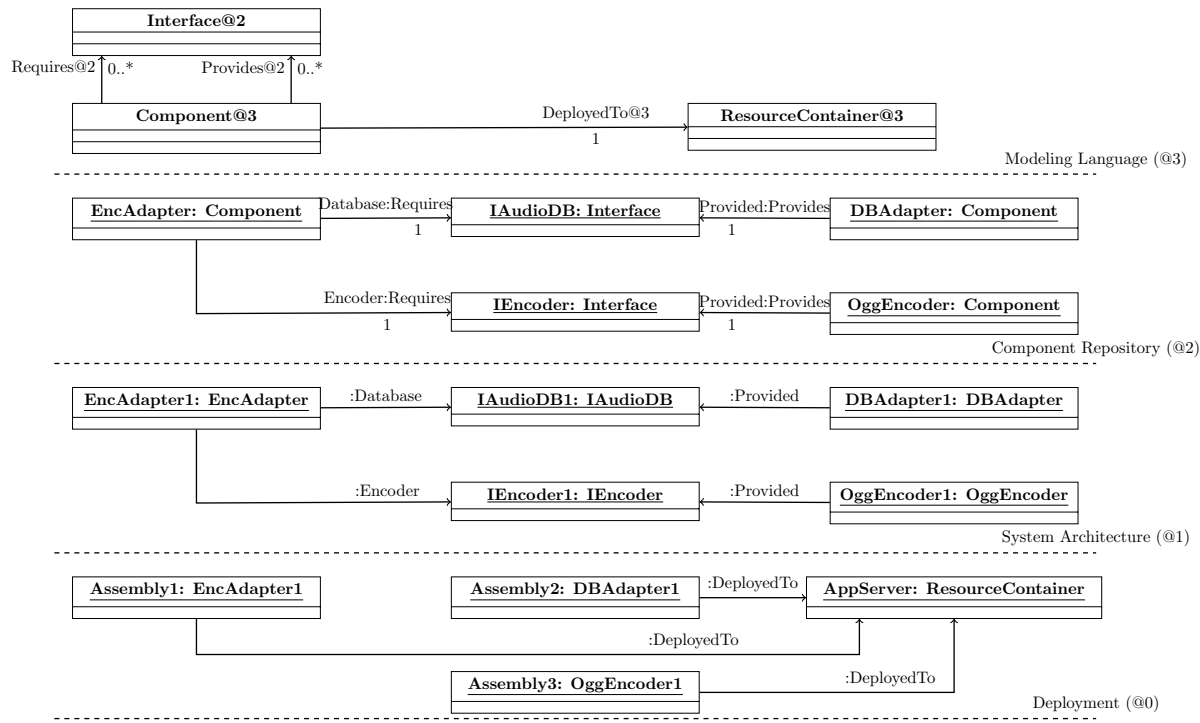 Interface@2
Requires@2 0..* Provides@2 0..*
Component@3 DeployedTo@3 ResourceContainer@3
1
Modeling Language (@3)
EncAdapter: Component Database:Requires IAudioDB: Interface Provided:Provides DBAdapter: Component
1 1
Encoder:Requires IEncoder: Interface Provided:Provides OggEncoder: Component
1 1
Component Repository (@2)
EncAdapter1: EncAdapter :Database IAudioDB1: IAudioDB :Provided DBAdapter1: DBAdapter
:Encoder IEncoder1: IEncoder :Provided OggEncoder1: OggEncoder
System Architecture (@1)
Assembly1: EncAdapter1 Assembly2: DBAdapter1 :DeployedTo AppServer: ResourceContainer
:DeployedTo
Assembly3: OggEncoder1 :DeployedTo
Deployment (@0)